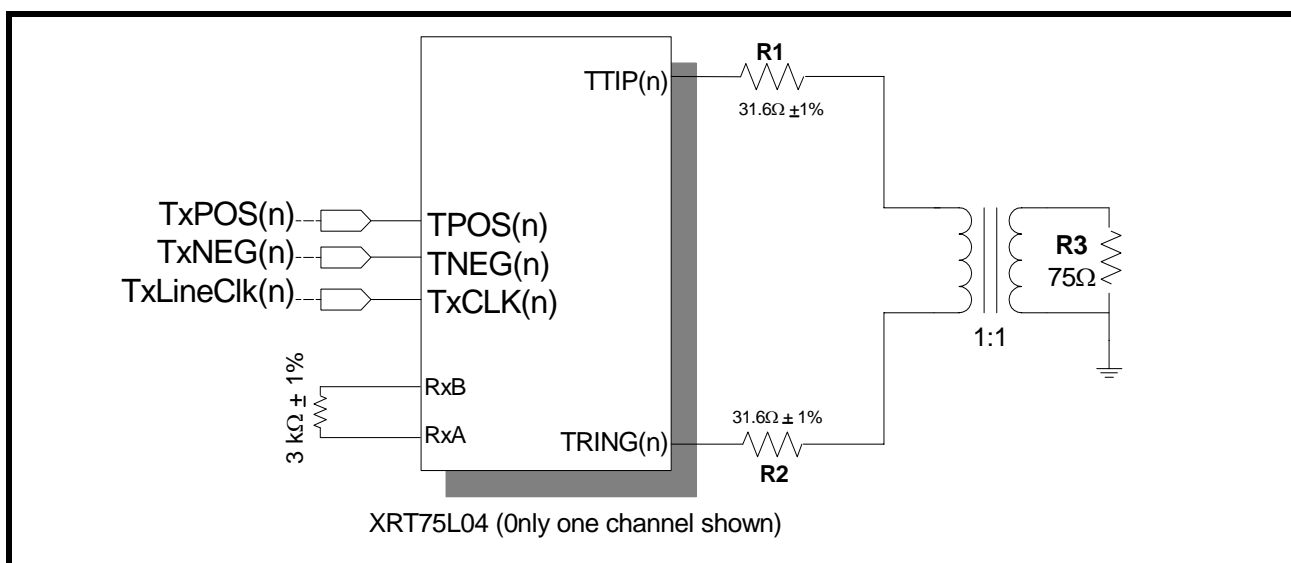 R1
TTIP(n)
31.6Ω ±1%
TxPOS(n)
TPOS(n)
TxNEG(n)
TNEG(n)
TxLineClk(n)
TxCLK(n)
R3
75Ω
1:1
3 kΩ ± 1%
RxB
RxA
31.6Ω ± 1%
TRING(n)
R2
XRT75L04 (0nly one channel shown)